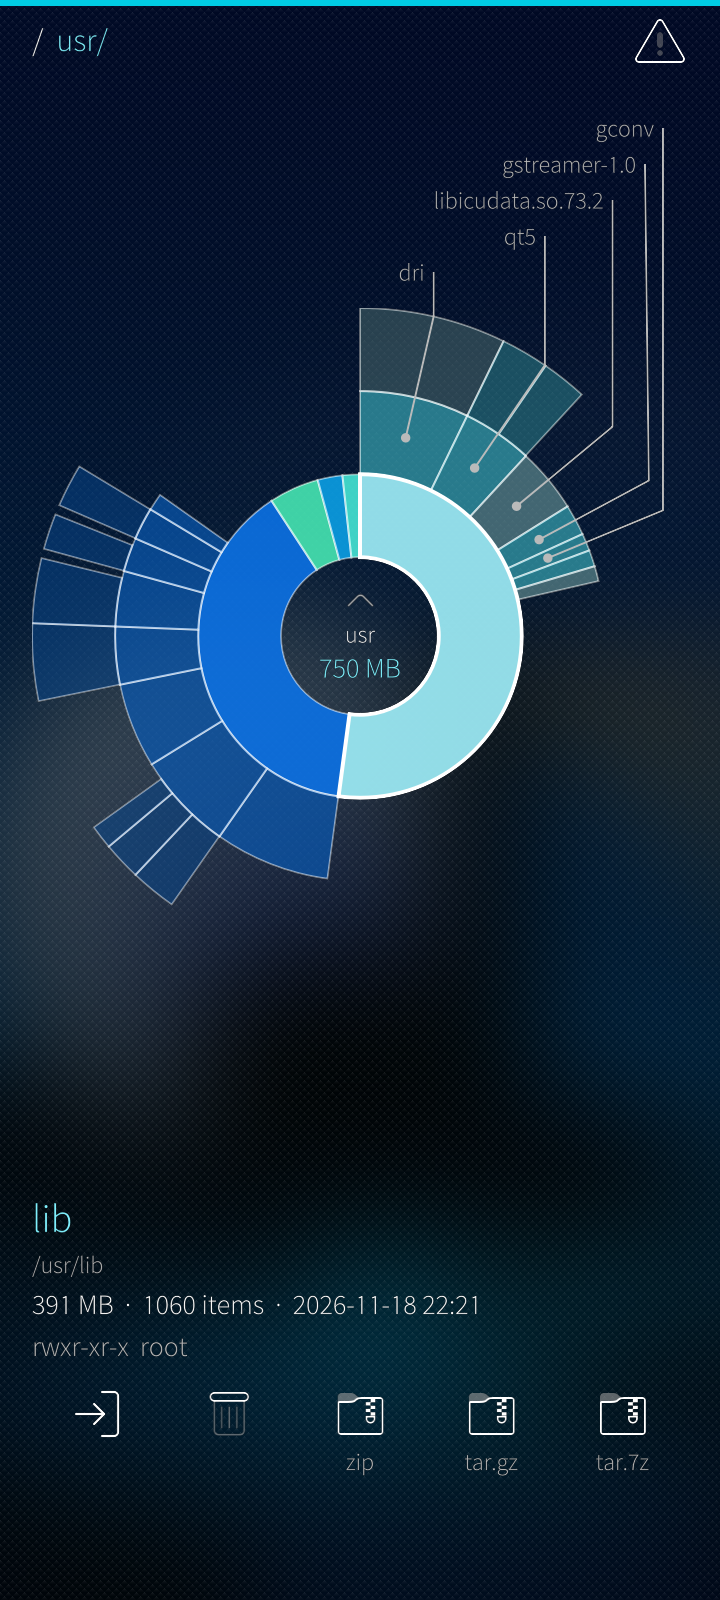 / usr/
gconv
gstreamer-1.0
libicudata.so.73.2
qt5
dri
usr
750 MB
lib
/usr/lib
391 MB · 1060 items · 2026-11-18 22:21
rwxr-xr-x root
zip tar.gz tar.7z